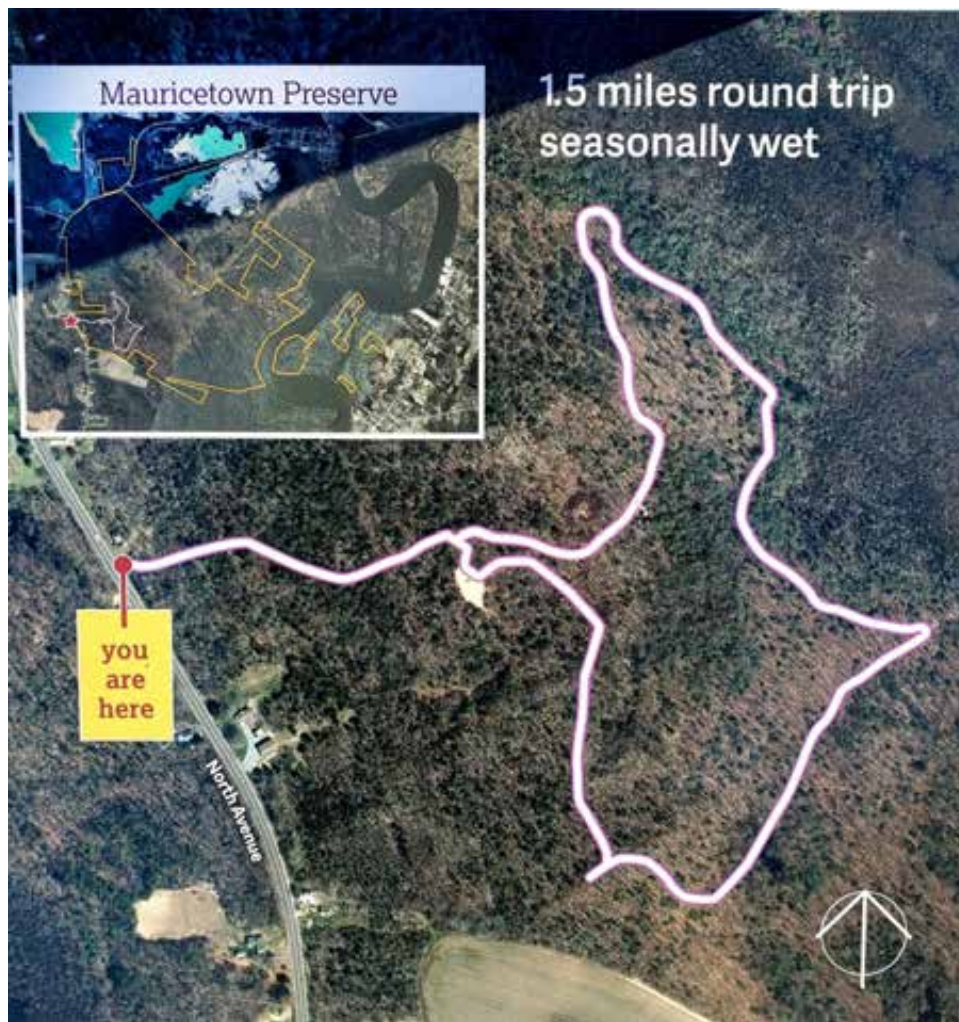 Mauricetown Preserve
1.5 miles round trip
seasonally wet
you
are
here
North Avenue